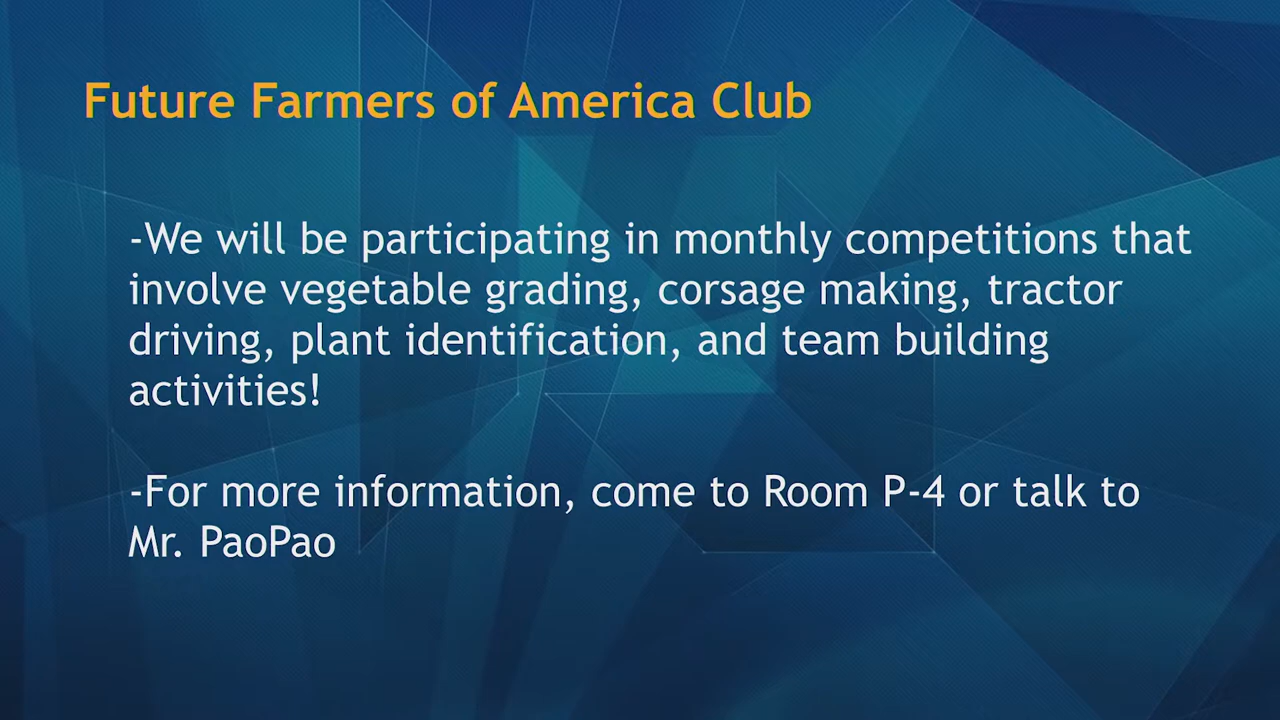 Future Farmers of America Club
-We will be participating in monthly competitions that
involve vegetable grading, corsage making, tractor
driving, plant identification, and team building
activities!
-For more information, come to Room P-4 or talk to
Mr. PaoPao